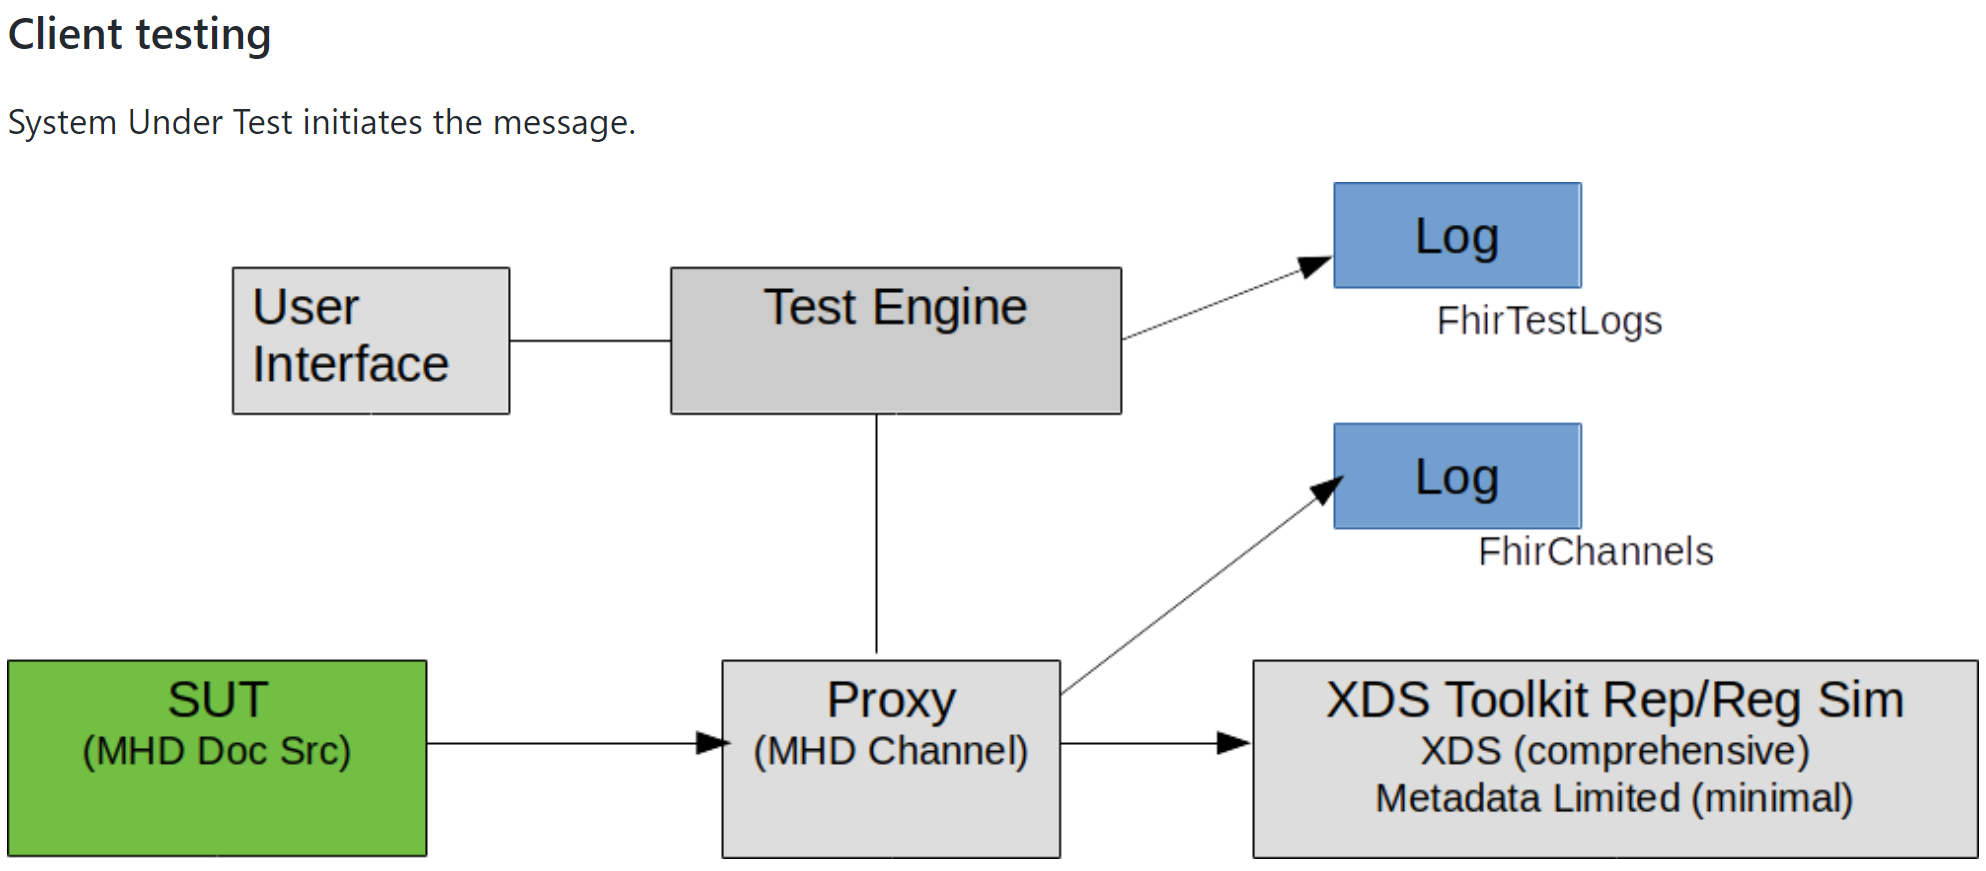 Client testing
System Under Test initiates the message.
Log
FhirTestLogs
User
Interface
Test Engine
Log
FhirChannels
SUT
(MHD Doc Src)
Proxy
(MHD Channel)
XDS Toolkit Rep/Reg Sim
XDS (comprehensive)
Metadata Limited (minimal)